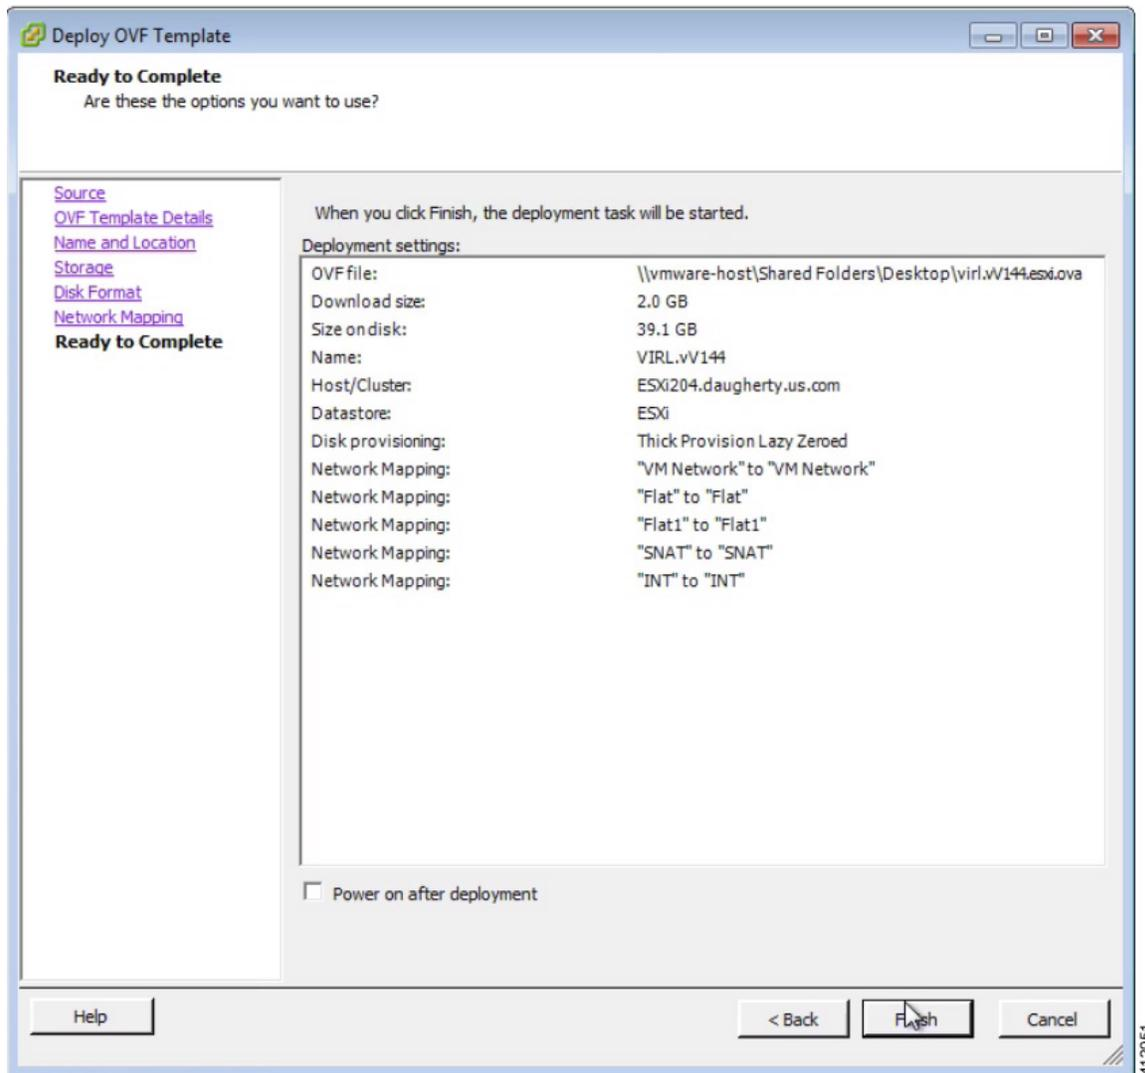 Deploy OVF Template
Ready to Complete
Are these the options you want to use?
Source
OVF Template Details
Name and Location
Storage
Disk Format
Network Mapping
Ready to Complete
When you click Finish, the deployment task will be started.
Deployment settings:
OVF file: \\vmware-host\Shared Folders\Desktop\virl.vV144.esxi.ova
Download size: 2.0 GB
Size on disk: 39.1 GB
Name: VIRL.vV144
Host/Cluster: ESXi204.daugherty.us.com
Datastore: ESXi
Disk provisioning: Thick Provision Lazy Zeroed
Network Mapping: "VM Network" to "VM Network"
Network Mapping: "Flat" to "Flat"
Network Mapping: "Flat1" to "Flat1"
Network Mapping: "SNAT" to "SNAT"
Network Mapping: "INT" to "INT"
Power on after deployment
Help
< Back
Finish
Cancel